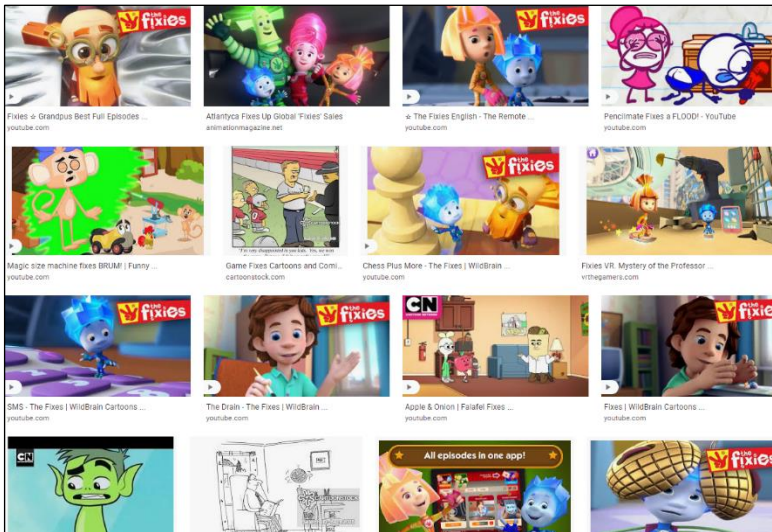 the fixies
the fixies
Fixies ☆ Grandpus Best Full Episodes ...
youtube.com
Atlantyca Fixes Up Global 'Fixies' Sales
animationmagazine.net
☆ The Fixies English - The Remote ...
youtube.com
Pencilmate Fixes a FLOOD! - YouTube
youtube.com
the fixies
Magic size machine fixes BRUM! | Funny ...
youtube.com
Game Fixes Cartoons and Comi...
cartoonstock.com
Chess Plus More - The Fixes | WildBrain ...
youtube.com
Fixies VR. Mystery of the Professor ...
vrthegamers.com
the fixies
the fixies
CN
CARTOON NETWORK
the fixies
SMS - The Fixes | WildBrain Cartoons ...
youtube.com
The Drain - The Fixes | WildBrain ...
youtube.com
Apple & Onion | Falafel Fixes ...
youtube.com
Fixes | WildBrain Cartoons ...
youtube.com
CN
All episodes in one app!
the fixies